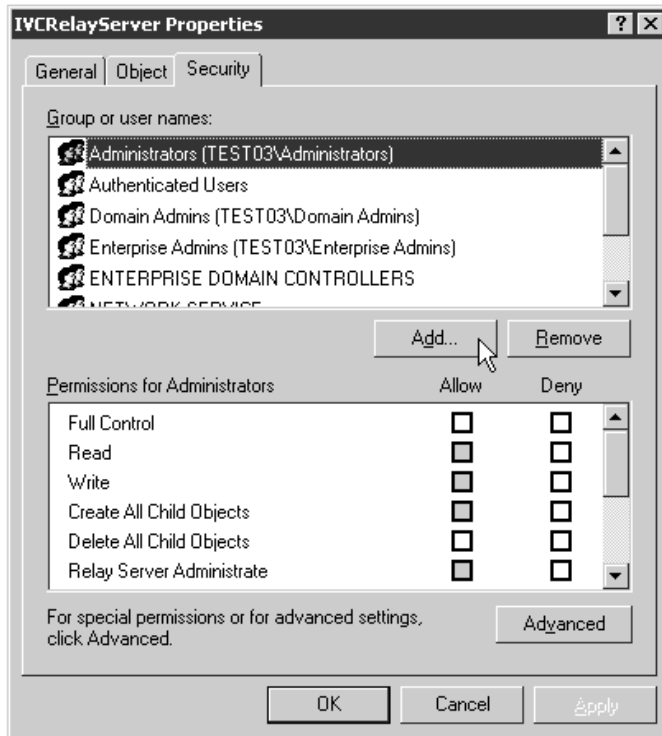 IVCRelayServer Properties
General Object Security
Group or user names:
Administrators (TEST03\Administrators)
Authenticated Users
Domain Admins (TEST03\Domain Admins)
Enterprise Admins (TEST03\Enterprise Admins)
ENTERPRISE DOMAIN CONTROLLERS
NETWORK SERVICE
Add... Remove
Permissions for Administrators Allow Deny
Full Control
Read
Write
Create All Child Objects
Delete All Child Objects
Relay Server Administrate
For special permissions or for advanced settings,
click Advanced.
Advanced
OK Cancel Apply